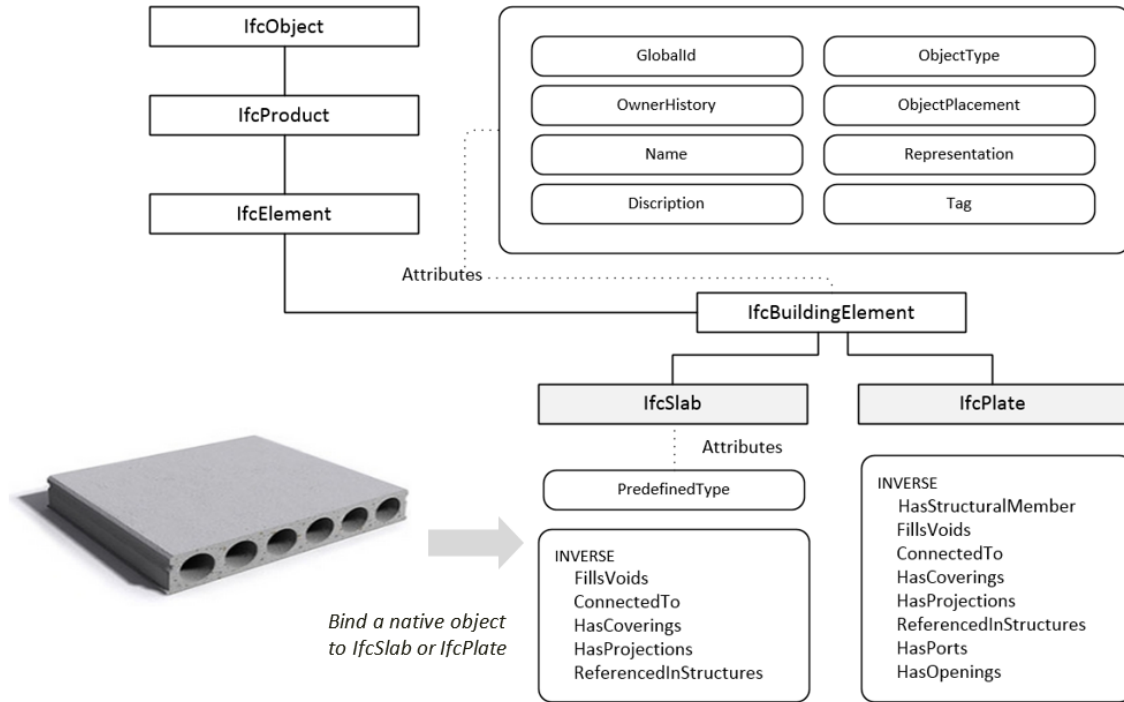 IfcObject
IfcProduct
IfcElement
GlobalId
ObjectType
OwnerHistory
ObjectPlacement
Name
Representation
Discription
Tag
Attributes
IfcBuildingElement
IfcSlab
IfcPlate
Attributes
PredefinedType
INVERSE
FillsVoids
ConnectedTo
HasCoverings
HasProjections
ReferencedInStructures
INVERSE
HasStructuralMember
FillsVoids
ConnectedTo
HasCoverings
HasProjections
ReferencedInStructures
HasPorts
HasOpenings
Bind a native object
to IfcSlab or IfcPlate